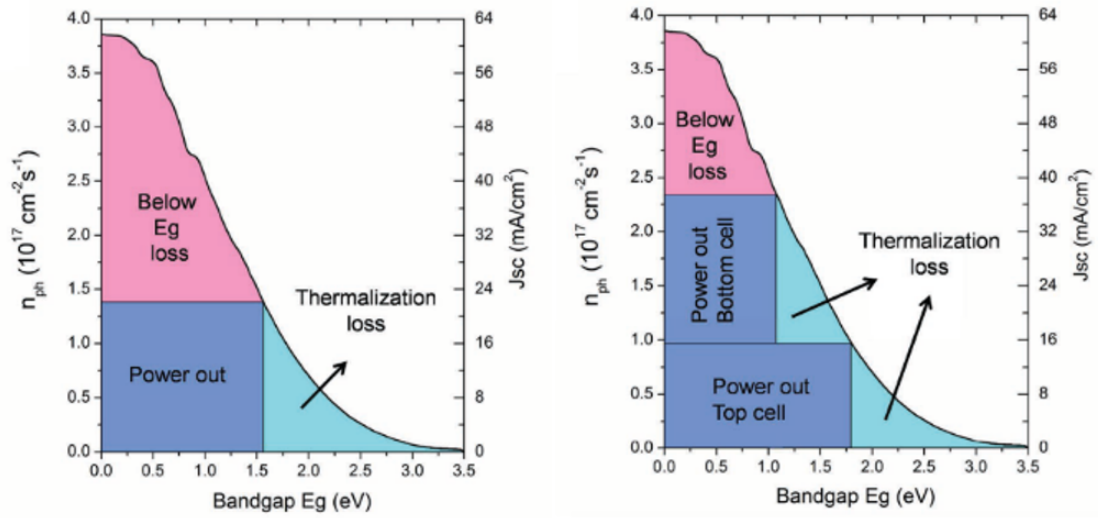 4.0
3.5
3.0
2.5
2.0
1.5
1.0
0.5
0.0
n_ph (10^17 cm^-2 s^-1)
64
56
48
40
32
24
16
8
0
Jsc (mA/cm²)
Below
Eg
loss
Thermalization
loss
Power out
0.0 0.5 1.0 1.5 2.0 2.5 3.0 3.5
Bandgap Eg (eV)
4.0
3.5
3.0
2.5
2.0
1.5
1.0
0.5
0.0
n_ph (10^17 cm^-2 s^-1)
64
56
48
40
32
24
16
8
0
Jsc (mA/cm²)
Below
Eg
loss
Power out
Bottom cell
Thermalization
loss
Power out
Top cell
0.0 0.5 1.0 1.5 2.0 2.5 3.0 3.5
Bandgap Eg (eV)